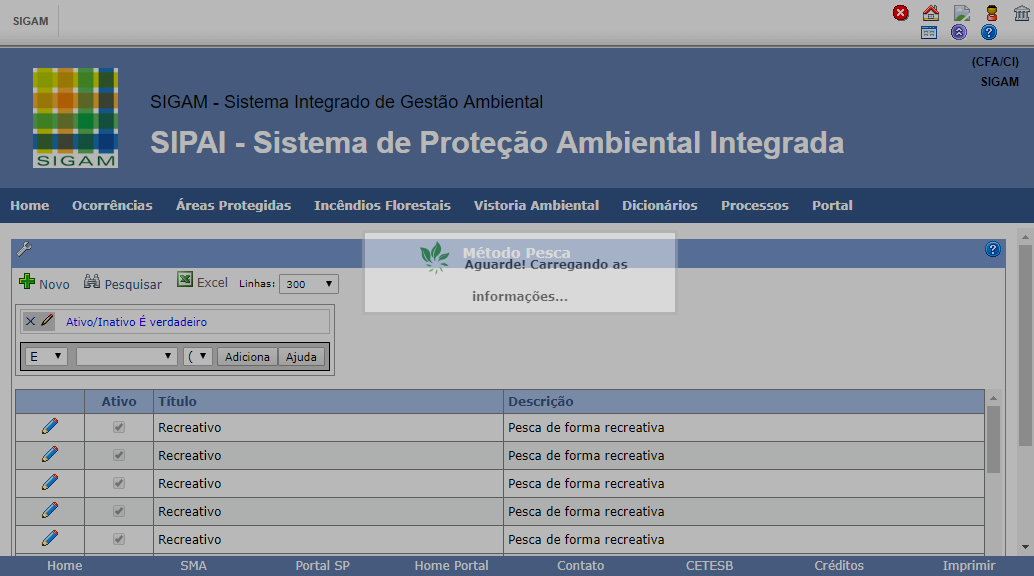 SIGAM
(CFA/CI)
SIGAM
SIGAM - Sistema Integrado de Gestão Ambiental
SIPAI - Sistema de Proteção Ambiental Integrada
SIGAM
Home Ocorrências Áreas Protegidas Incêndios Florestais Vistoria Ambiental Dicionários Processos Portal
Método Pesca
Aguarde! Carregando as
informações...
Novo Pesquisar Excel Linhas: 300
Ativo/Inativo É verdadeiro
E ( Adiciona Ajuda
Ativo Título Descrição
Recreativo Pesca de forma recreativa
Recreativo Pesca de forma recreativa
Recreativo Pesca de forma recreativa
Recreativo Pesca de forma recreativa
Recreativo Pesca de forma recreativa
Home SMA Portal SP Home Portal Contato CETESB Créditos Imprimir